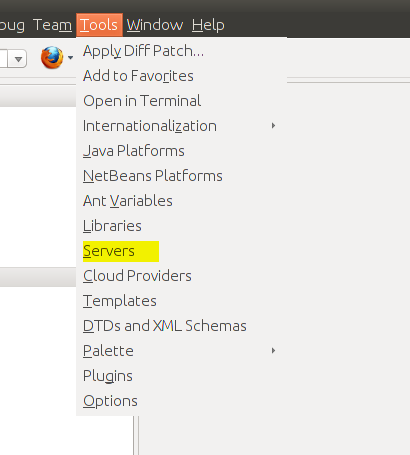 bug Team Tools Window Help
Apply Diff Patch...
Add to Favorites
Open in Terminal
Internationalization
Java Platforms
NetBeans Platforms
Ant Variables
Libraries
Servers
Cloud Providers
Templates
DTDs and XML Schemas
Palette
Plugins
Options